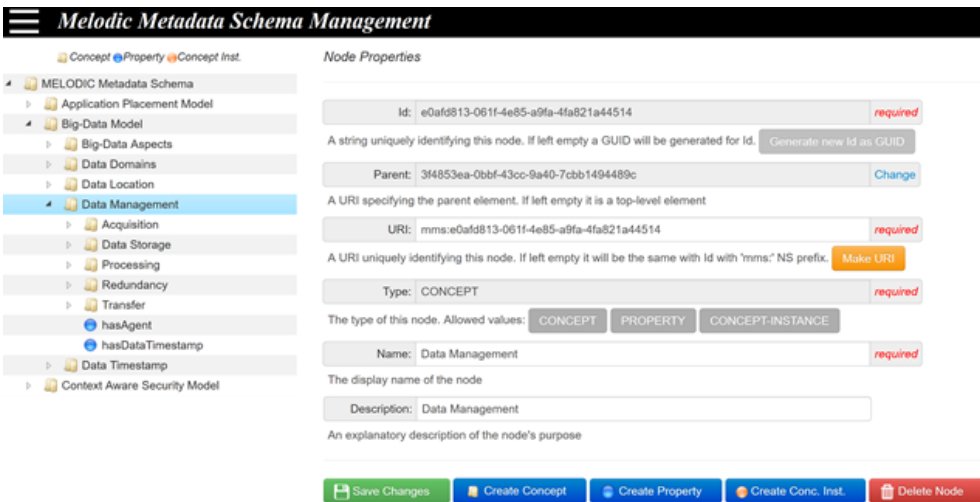 Melodic Metadata Schema Management
Concept Property Concept Inst.
MELODIC Metadata Schema
Application Placement Model
Big-Data Model
Big-Data Aspects
Data Domains
Data Location
Data Management
Acquisition
Data Storage
Processing
Redundancy
Transfer
hasAgent
hasDataTimestamp
Data Timestamp
Context Aware Security Model
Node Properties
Id: e0afd813-061f-4e85-a9fa-4fa821a44514 required
A string uniquely identifying this node. If left empty a GUID will be generated for Id. Generate new Id as GUID
Parent: 3f4853ea-0bbf-43cc-9a40-7cbb1494489c Change
A URI specifying the parent element. If left empty it is a top-level element
URI: mms:e0afd813-061f-4e85-a9fa-4fa821a44514 required
A URI uniquely identifying this node. If left empty it will be the same with Id with 'mms:' NS prefix. Make URI
Type: CONCEPT required
The type of this node. Allowed values: CONCEPT PROPERTY CONCEPT-INSTANCE
Name: Data Management required
The display name of the node
Description: Data Management
An explanatory description of the node's purpose
Save Changes Create Concept Create Property Create Conc. Inst. Delete Node